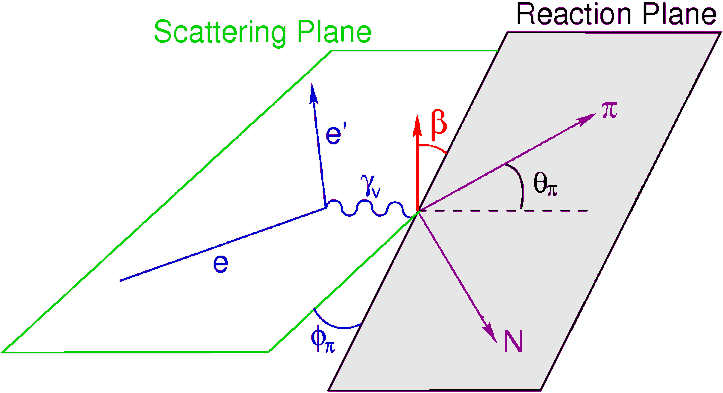 Reaction Plane
Scattering Plane
π
β
e'
γv
θπ
e
φπ
N